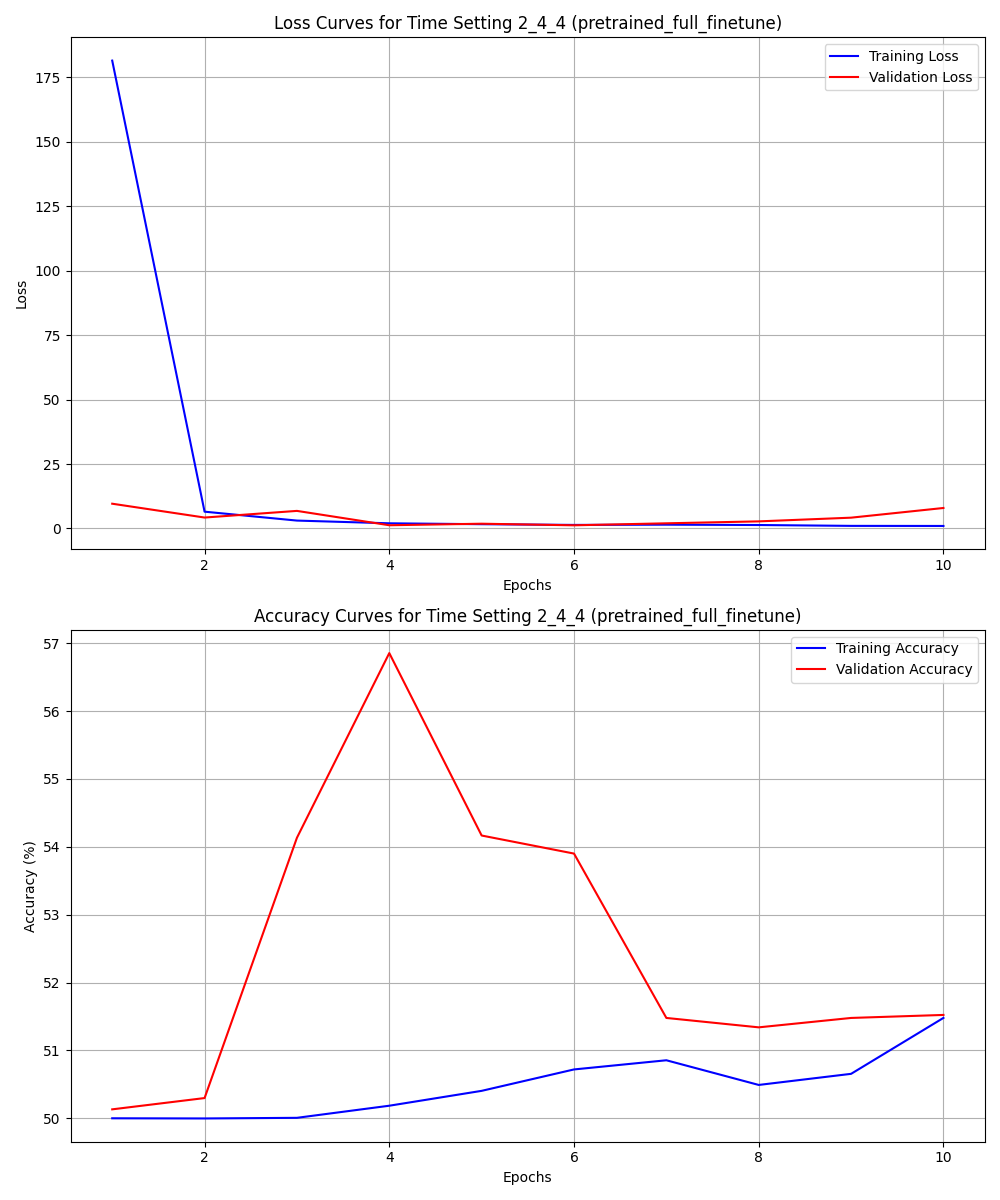 Loss Curves for Time Setting 2_4_4 (pretrained_full_finetune)
Training Loss
Validation Loss
175
150
125
100
75
50
25
0
Loss
2 4 6 8 10
Epochs
Accuracy Curves for Time Setting 2_4_4 (pretrained_full_finetune)
Training Accuracy
Validation Accuracy
57
56
55
54
53
52
51
50
Accuracy (%)
2 4 6 8 10
Epochs